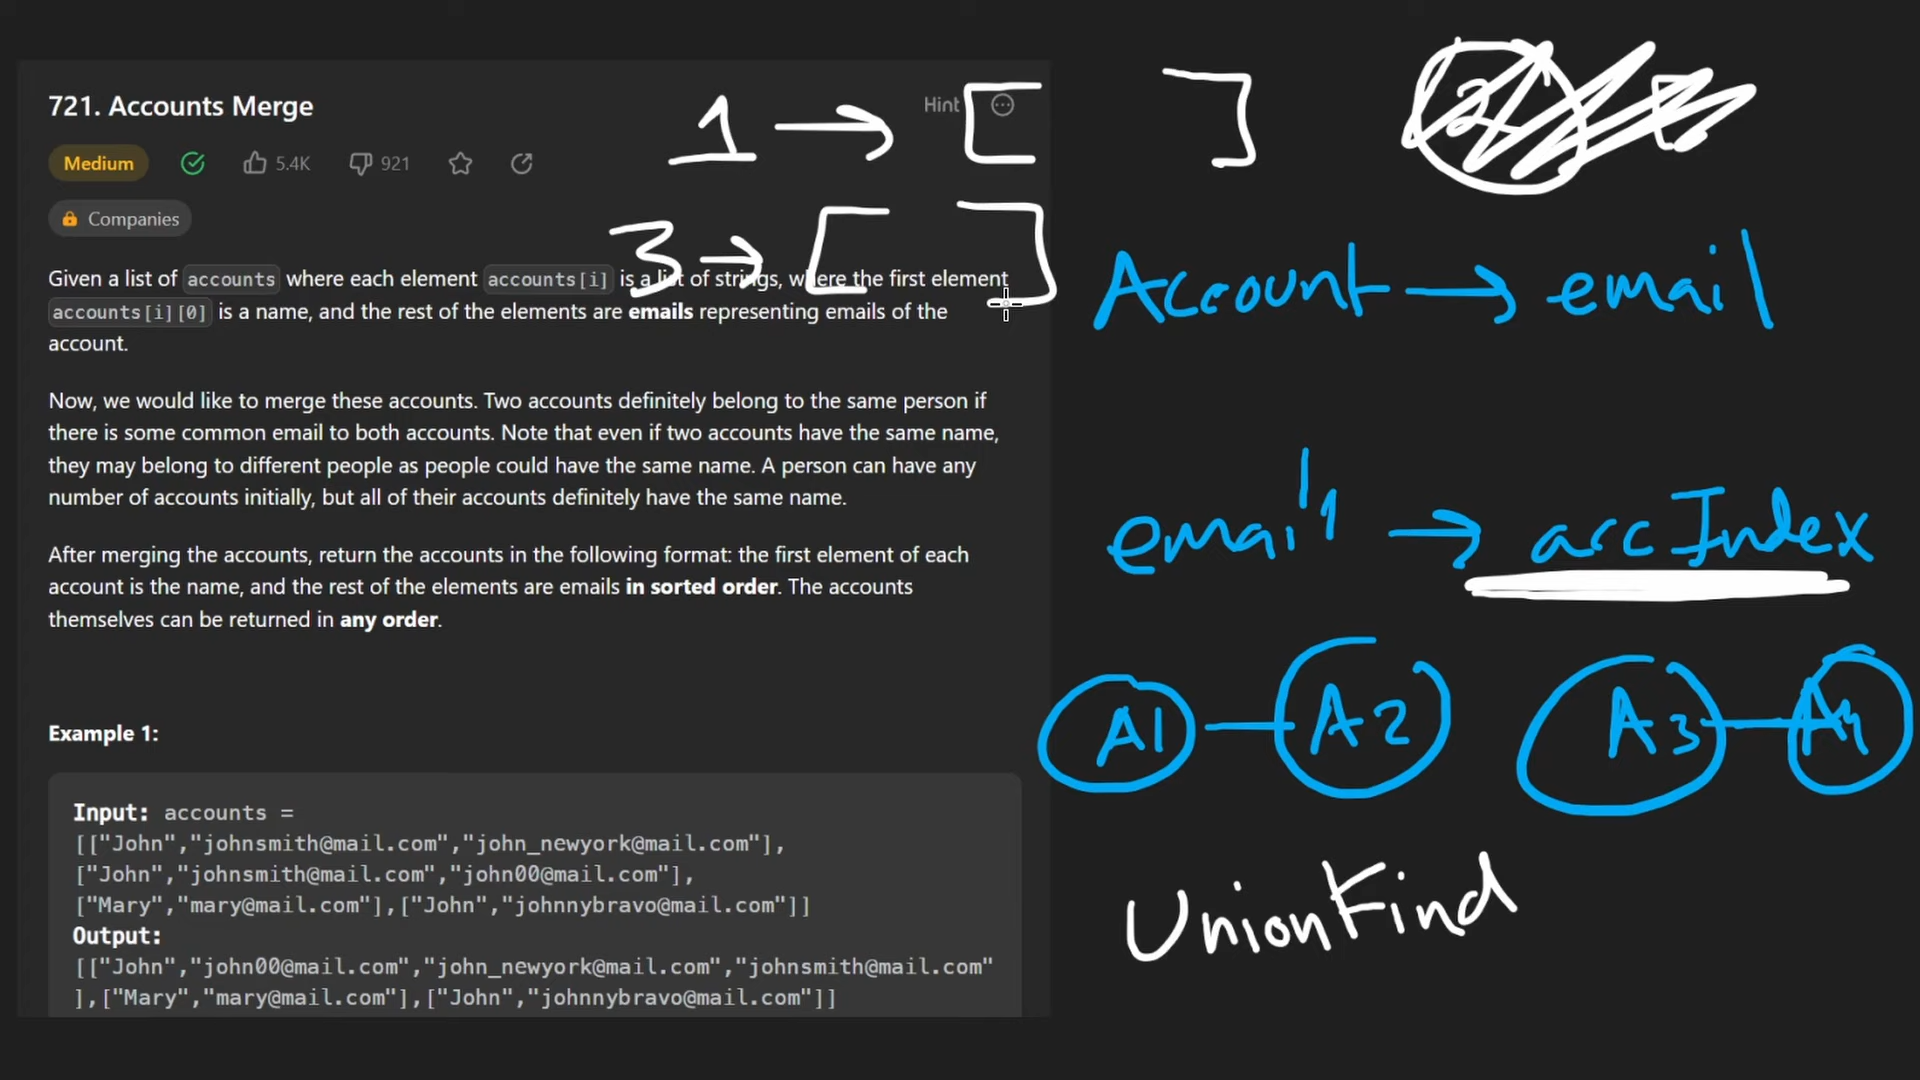 721. Accounts Merge
Hint
Medium 5.4K 921
Companies
Given a list of accounts where each element accounts[i] is a list of strings, where the first element
accounts[i][0] is a name, and the rest of the elements are emails representing emails of the
account.
Now, we would like to merge these accounts. Two accounts definitely belong to the same person if
there is some common email to both accounts. Note that even if two accounts have the same name,
they may belong to different people as people could have the same name. A person can have any
number of accounts initially, but all of their accounts definitely have the same name.
After merging the accounts, return the accounts in the following format: the first element of each
account is the name, and the rest of the elements are emails in sorted order. The accounts
themselves can be returned in any order.
Example 1:
Input: accounts =
[["John","johnsmith@mail.com","john_newyork@mail.com"],
["John","johnsmith@mail.com","john00@mail.com"],
["Mary","mary@mail.com"],["John","johnnybravo@mail.com"]]
Output:
[["John","john00@mail.com","john_newyork@mail.com","johnsmith@mail.com"
],["Mary","mary@mail.com"],["John","johnnybravo@mail.com"]]
1 → [ ]
3 → [ ]
Account → email
email1 → accIndex
A1 A2 A3 A4
UnionFind